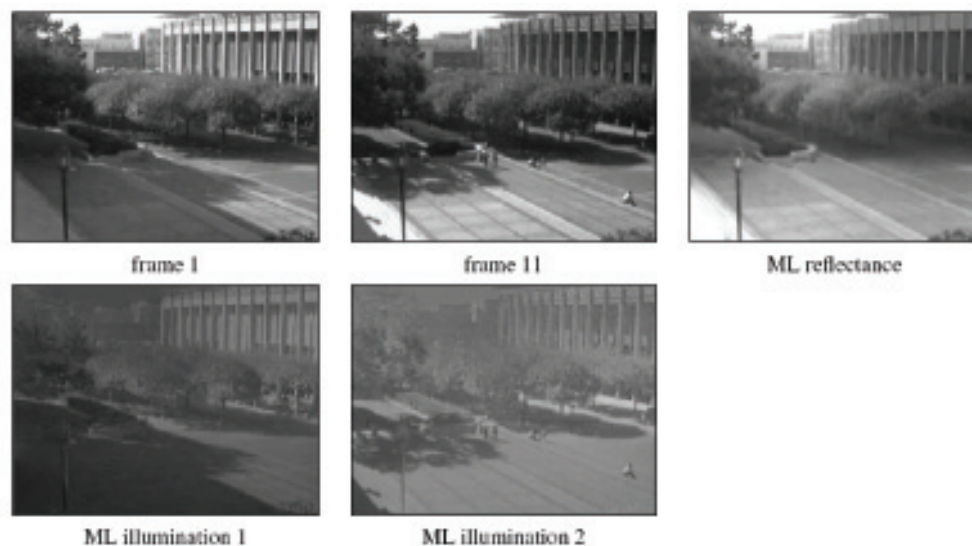 frame 1
frame 11
ML reflectance
ML illumination 1
ML illumination 2